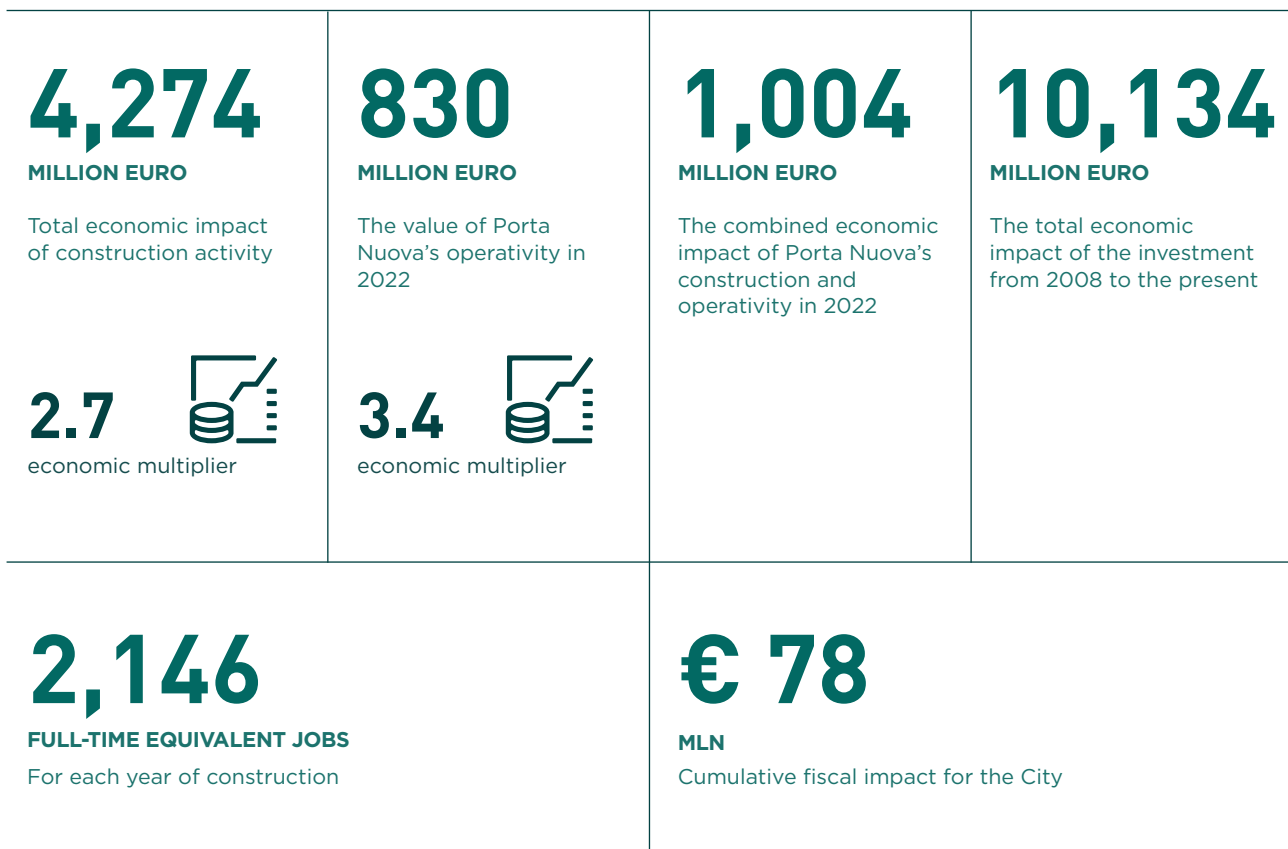 4,274
MILLION EURO
Total economic impact
of construction activity
2.7
economic multiplier
830
MILLION EURO
The value of Porta
Nuova’s operativity in
2022
3.4
economic multiplier
1,004
MILLION EURO
The combined economic
impact of Porta Nuova’s
construction and
operativity in 2022
10,134
MILLION EURO
The total economic
impact of the investment
from 2008 to the present
2,146
FULL-TIME EQUIVALENT JOBS
For each year of construction
€ 78
MLN
Cumulative fiscal impact for the City